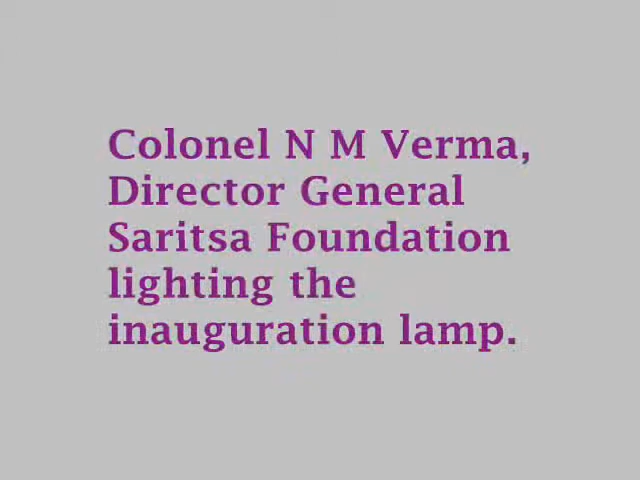 Colonel N M Verma,
Director General
Saritsa Foundation
lighting the
inauguration lamp.